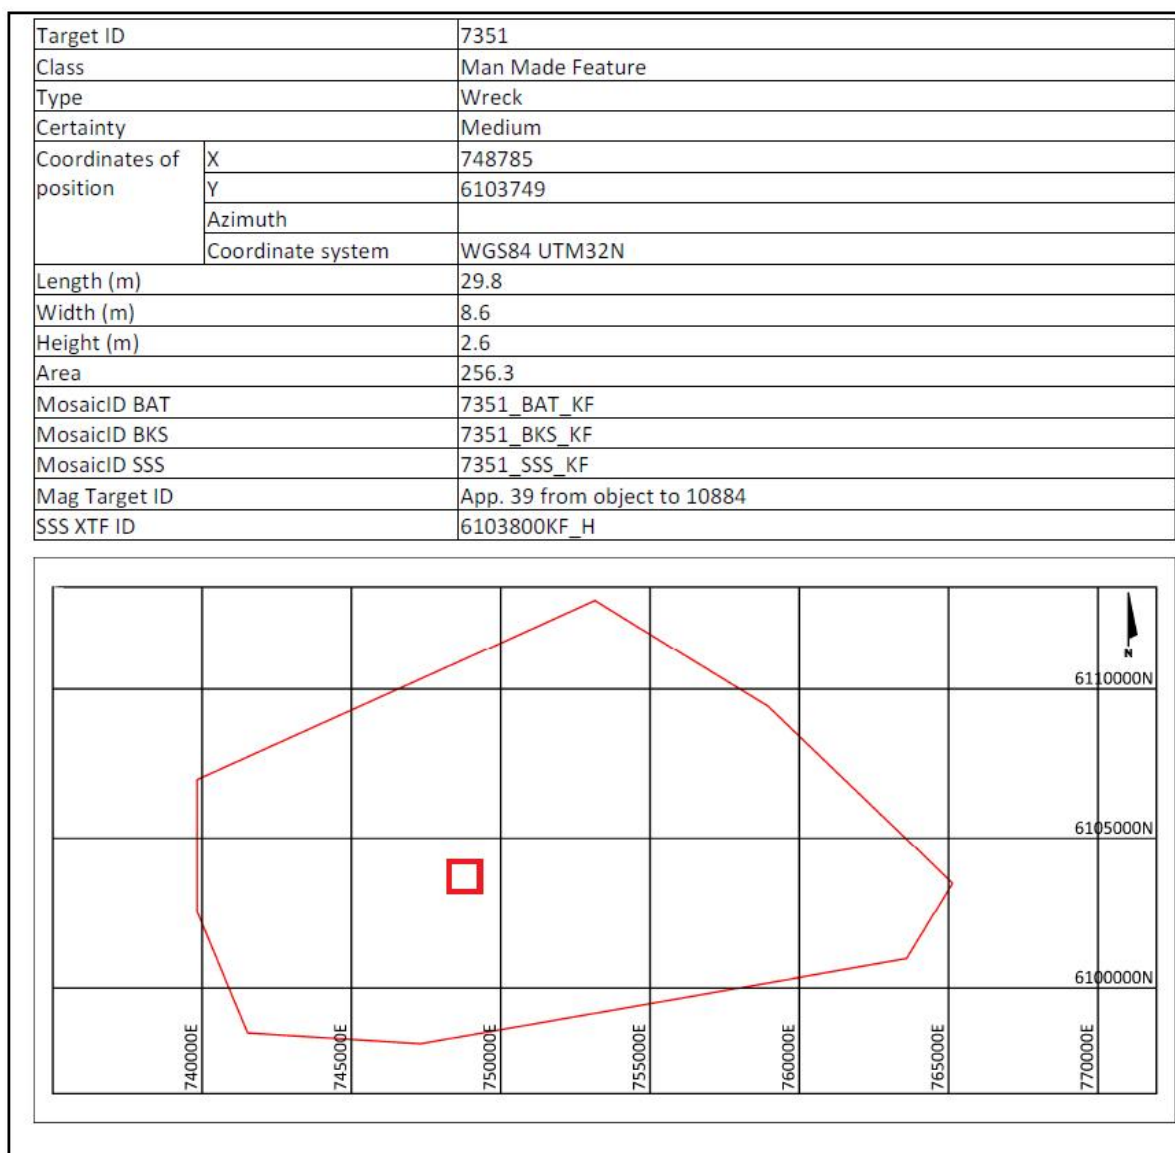 Target ID 7351
Class Man Made Feature
Type Wreck
Certainty Medium
Coordinates of position X 748785
Y 6103749
Azimuth
Coordinate system WGS84 UTM32N
Length (m) 29.8
Width (m) 8.6
Height (m) 2.6
Area 256.3
MosaicID BAT 7351_BAT_KF
MosaicID BKS 7351_BKS_KF
MosaicID SSS 7351_SSS_KF
Mag Target ID App. 39 from object to 10884
SSS XTF ID 6103800KF_H
N
6110000N
6105000N
6100000N
740000E
745000E
750000E
755000E
760000E
765000E
770000E